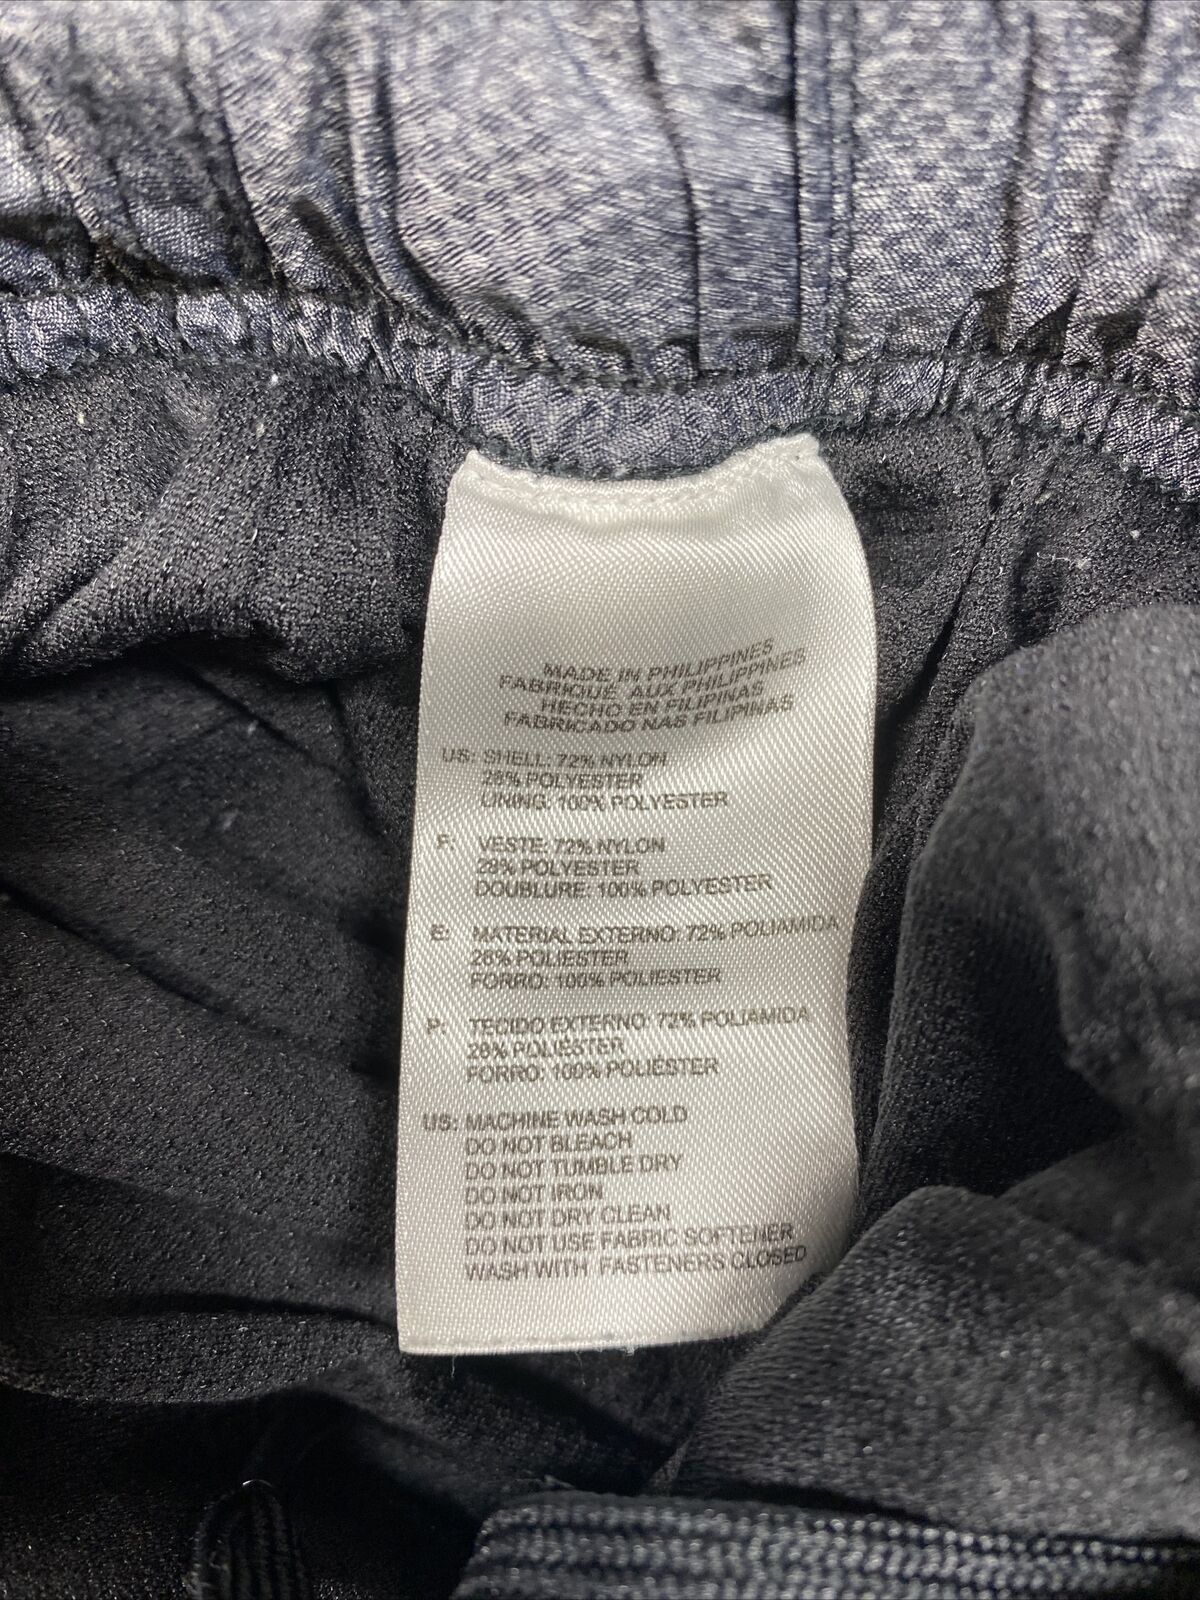 MADE IN PHILIPPINES
FABRIQUÉ AUX PHILIPPINES
HECHO EN FILIPINAS
FABRICADO NAS FILIPINAS
US: SHELL: 72% NYLON
28% POLYESTER
LINING: 100% POLYESTER
F: VESTE: 72% NYLON
28% POLYESTER
DOUBLURE: 100% POLYESTER
E: MATERIAL EXTERNO: 72% POLIAMIDA
28% POLIESTER
FORRO: 100% POLIESTER
P: TECIDO EXTERNO: 72% POLIAMIDA
28% POLIÉSTER
FORRO: 100% POLIÉSTER
US: MACHINE WASH COLD
DO NOT BLEACH
DO NOT TUMBLE DRY
DO NOT IRON
DO NOT DRY CLEAN
DO NOT USE FABRIC SOFTENER
WASH WITH FASTENERS CLOSED